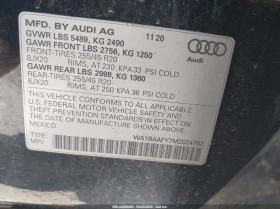 MFD. BY AUDI AG 11 20
GVWR LBS 5489, KG 2490
GAWR FRONT LBS 2756, KG 1250
FRONT-TIRES 255/45 R20
8JX20 RIMS, AT 230 KPA 33 PSI COLD
GAWR REAR LBS 2998, KG 1360
REAR-TIRES 255/45 R20
8JX20 RIMS, AT 250 KPA 36 PSI COLD
THIS VEHICLE CONFORMS TO ALL APPLICABLE
U.S. FEDERAL MOTOR VEHICLE SAFETY AND
THEFT PREVENTION STANDARDS IN EFFECT ON
THE DATE OF MANUFACTURE SHOWN ABOVE.
TYPE:
Audi